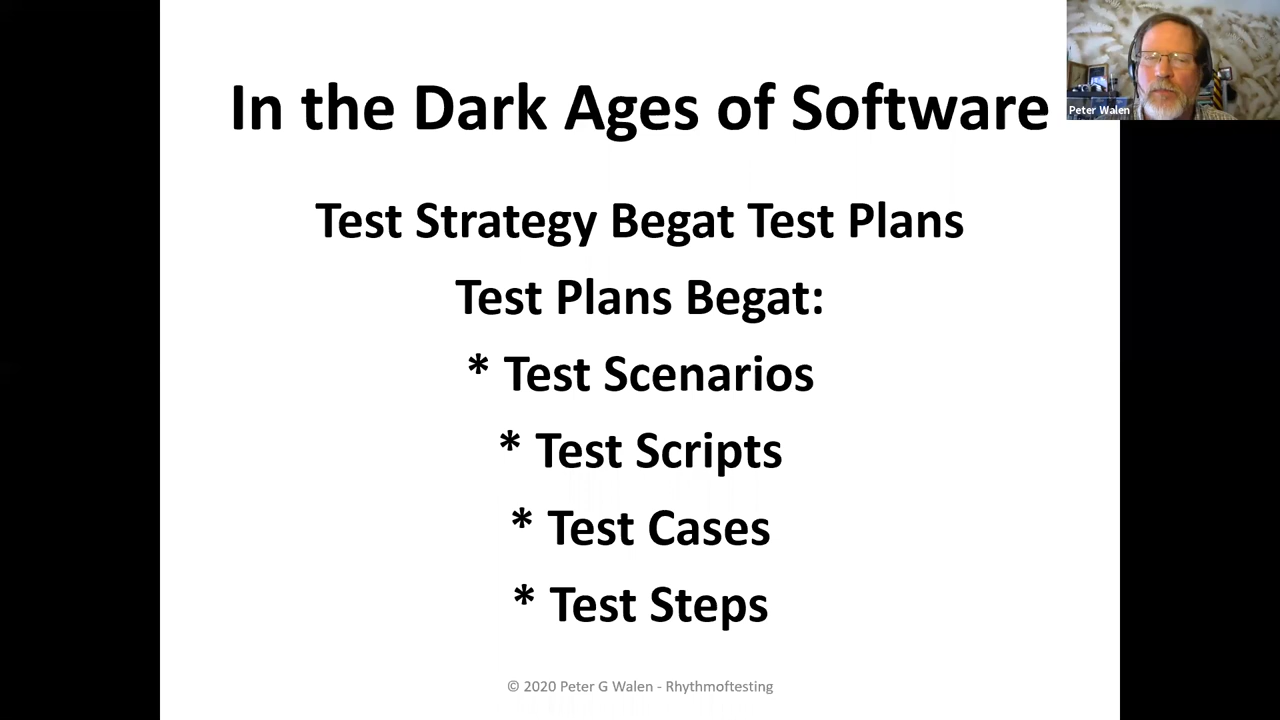 In the Dark Ages of Software
Peter Walen
Test Strategy Begat Test Plans
Test Plans Begat:
* Test Scenarios
* Test Scripts
* Test Cases
* Test Steps
© 2020 Peter G Walen - Rhythmoftesting